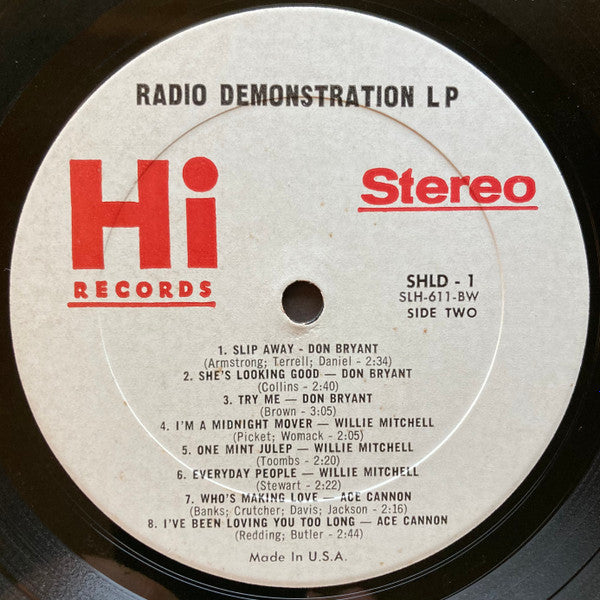 RADIO DEMONSTRATION LP
Hi
RECORDS
Stereo
SHLD - 1
SLH-611-BW
SIDE TWO
1. SLIP AWAY - DON BRYANT
(Armstrong; Terrell; Daniel - 2:34)
2. SHE'S LOOKING GOOD — DON BRYANT
(Collins - 2:40)
3. TRY ME — DON BRYANT
(Brown - 3:05)
4. I'M A MIDNIGHT MOVER — WILLIE MITCHELL
(Picket; Womack - 2:05)
5. ONE MINT JULEP — WILLIE MITCHELL
(Toombs - 2:20)
6. EVERYDAY PEOPLE — WILLIE MITCHELL
(Stewart - 2:22)
7. WHO'S MAKING LOVE — ACE CANNON
(Banks; Crutcher; Davis; Jackson - 2:16)
8. I'VE BEEN LOVING YOU TOO LONG — ACE CANNON
(Redding; Butler - 2:44)
Made In U.S.A.